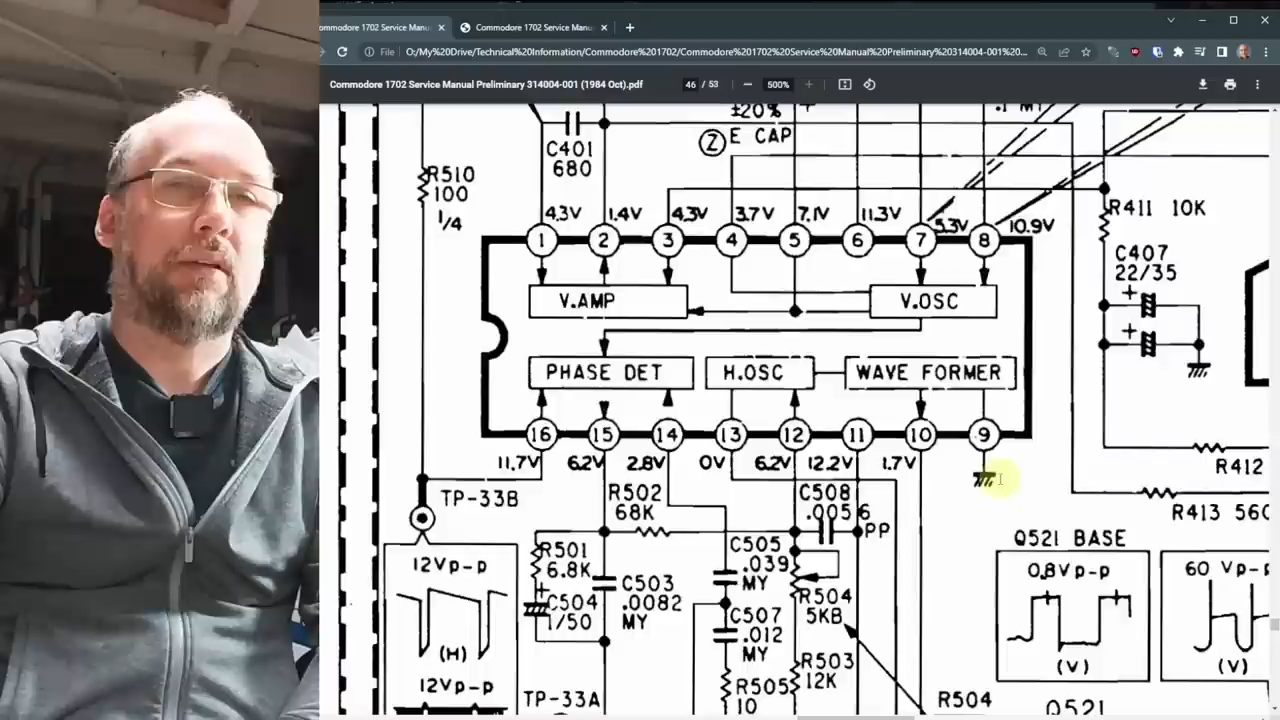 ommodore 1702 Service Manu
Commodore 1702 Service Manu
File
O:/My%20Drive/Technical%20Information/Commodore%201702/Commodore%201702%20Service%20Manual%20Preliminary%20314004-001%20...
Commodore 1702 Service Manual Preliminary 314004-001 (1984 Oct).pdf
46 / 53
500%
±20%
+
Z
E CAP
C401
680
R510
100
1/4
4.3V
1.4V
4.3V
3.7V
7.1V
11.3V
5.3V
10.9V
R411 10K
1
2
3
4
5
6
7
8
C407
22/35
+
+
V.AMP
V.OSC
PHASE DET
H.OSC
WAVE FORMER
16
15
14
13
12
11
10
9
11.7V
6.2V
2.8V
0V
6.2V
12.2V
1.7V
R412
TP-33B
R502
68K
C508
.0056
PP
R413 560
12Vp-p
(H)
12Vp-p
R501
6.8K
+
C504
1/50
C503
.0082
MY
C505
.039
MY
C507
.012
MY
R504
5KB
Q521 BASE
0.8Vp-p
(V)
60 Vp-p
(V)
TP-33A
R505
10
R503
12K
R504
Q521